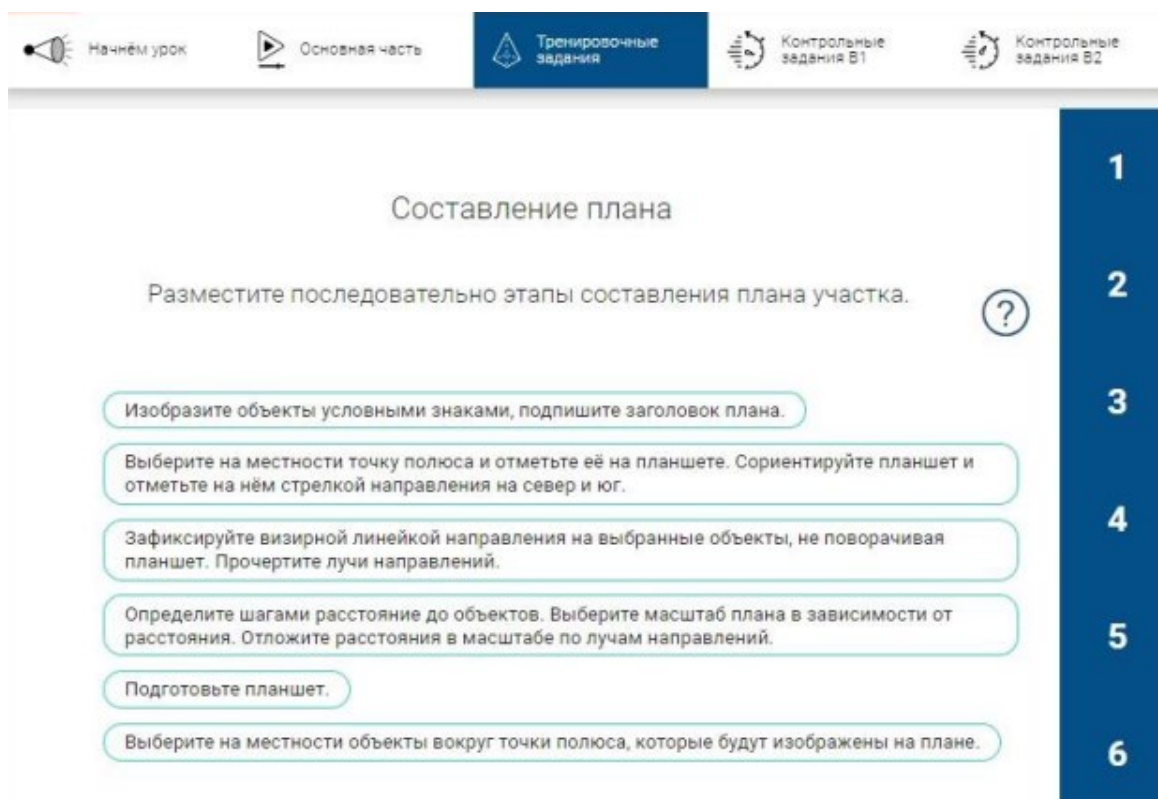 Начнём урок
Основная часть
Тренировочные
задания
Контрольные
задания В1
Контрольные
задания В2
Составление плана
Разместите последовательно этапы составления плана участка.
?
Изобразите объекты условными знаками, подпишите заголовок плана.
Выберите на местности точку полюса и отметьте её на планшете. Сориентируйте планшет и
отметьте на нём стрелкой направления на север и юг.
Зафиксируйте визирной линейкой направления на выбранные объекты, не поворачивая
планшет. Прочертите лучи направлений.
Определите шагами расстояние до объектов. Выберите масштаб плана в зависимости от
расстояния. Отложите расстояния в масштабе по лучам направлений.
Подготовьте планшет.
Выберите на местности объекты вокруг точки полюса, которые будут изображены на плане.
1
2
3
4
5
6